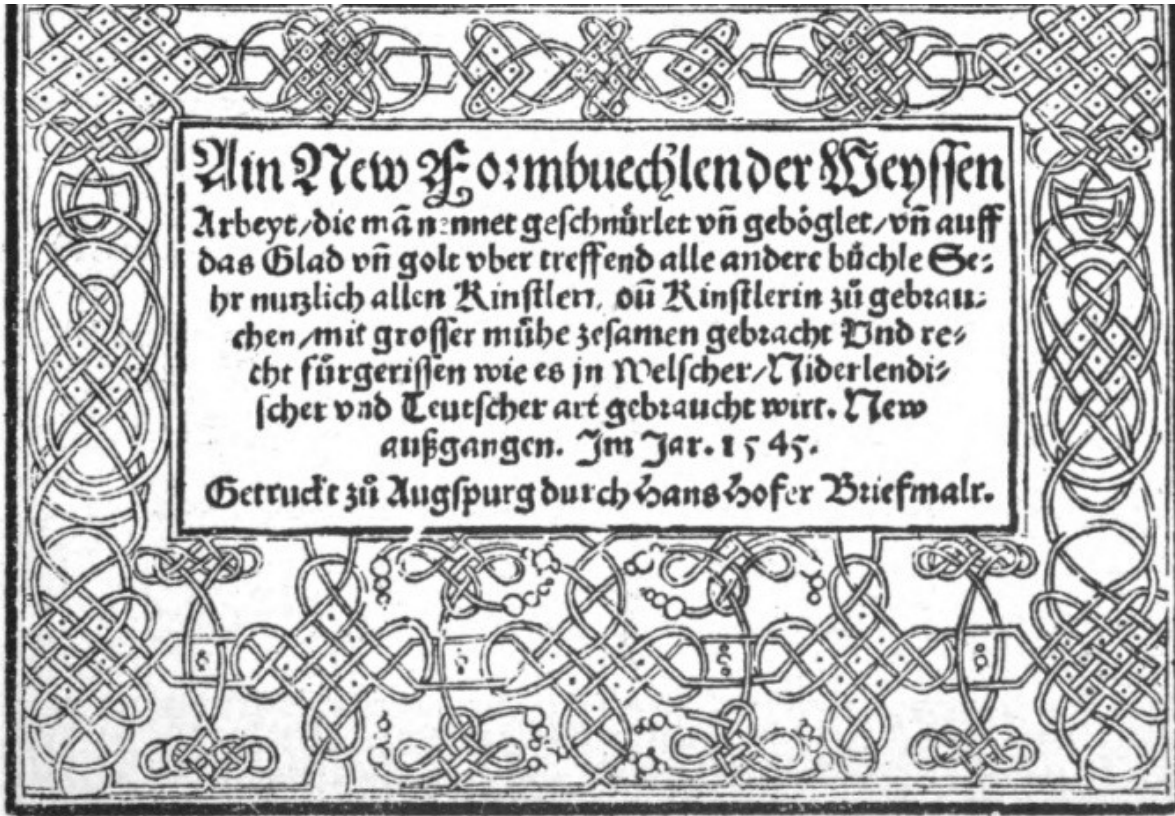 Ain New Formbuechlen der Weyssen
Arbeyt/die mã nennet geschnürlet vñ geböglet/vñ auff
das Glad vñ golt vber treffend alle andere büchle Se⸗
hr nutzlich allen Kinstlern, oũ Kinstlerin zů gebrau⸗
chen/mit grosser mühe zesamen gebracht Vnd re⸗
cht fürgerissen wie es jn Welscher/Niderlendi⸗
scher vnd Teutscher art gebraucht wirt. New
außgangen. Im Jar. 1545.
Getruckt zů Augspurg durch Hans Hofer Briefmalr.